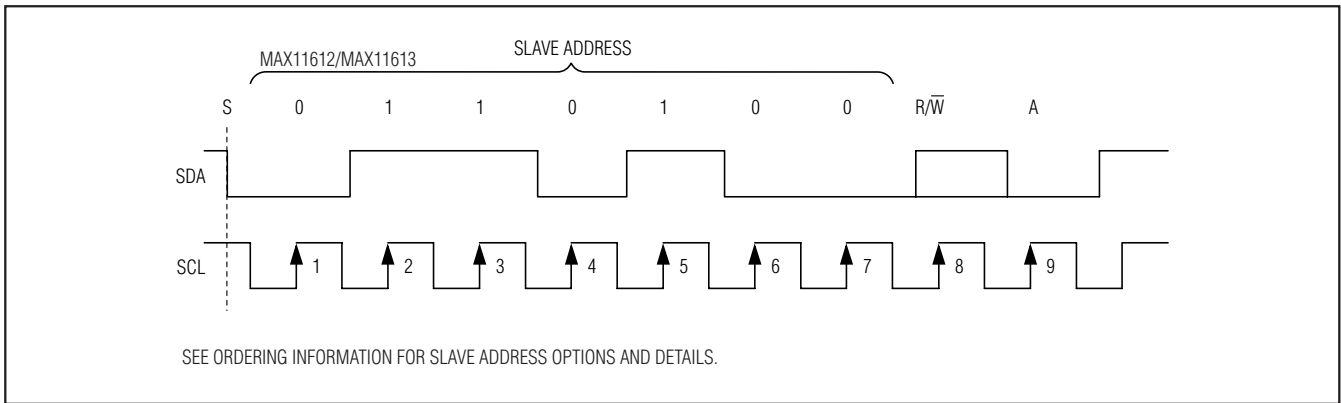 SLAVE ADDRESS
MAX11612/MAX11613
S 0 1 1 0 1 0 0 R/W̅ A
SDA
SCL 1 2 3 4 5 6 7 8 9
SEE ORDERING INFORMATION FOR SLAVE ADDRESS OPTIONS AND DETAILS.